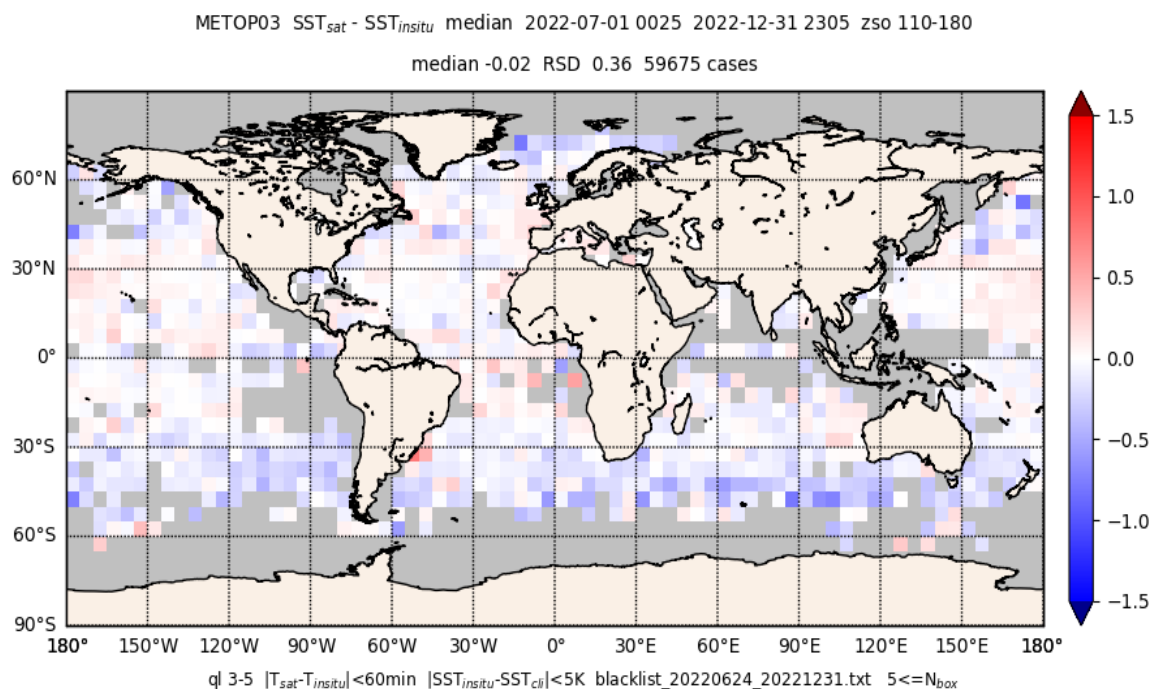 METOP03 SST_sat - SST_insitu median 2022-07-01 0025 2022-12-31 2305 zso 110-180
median -0.02 RSD 0.36 59675 cases
60°N
30°N
0°
30°S
60°S
90°S
180° 150°W 120°W 90°W 60°W 30°W 0° 30°E 60°E 90°E 120°E 150°E 180°
1.5
1.0
0.5
0.0
−0.5
−1.0
−1.5
ql 3-5 |T_sat-T_insitu|<60min |SST_insitu-SST_cli|<5K blacklist_20220624_20221231.txt 5<=N_box